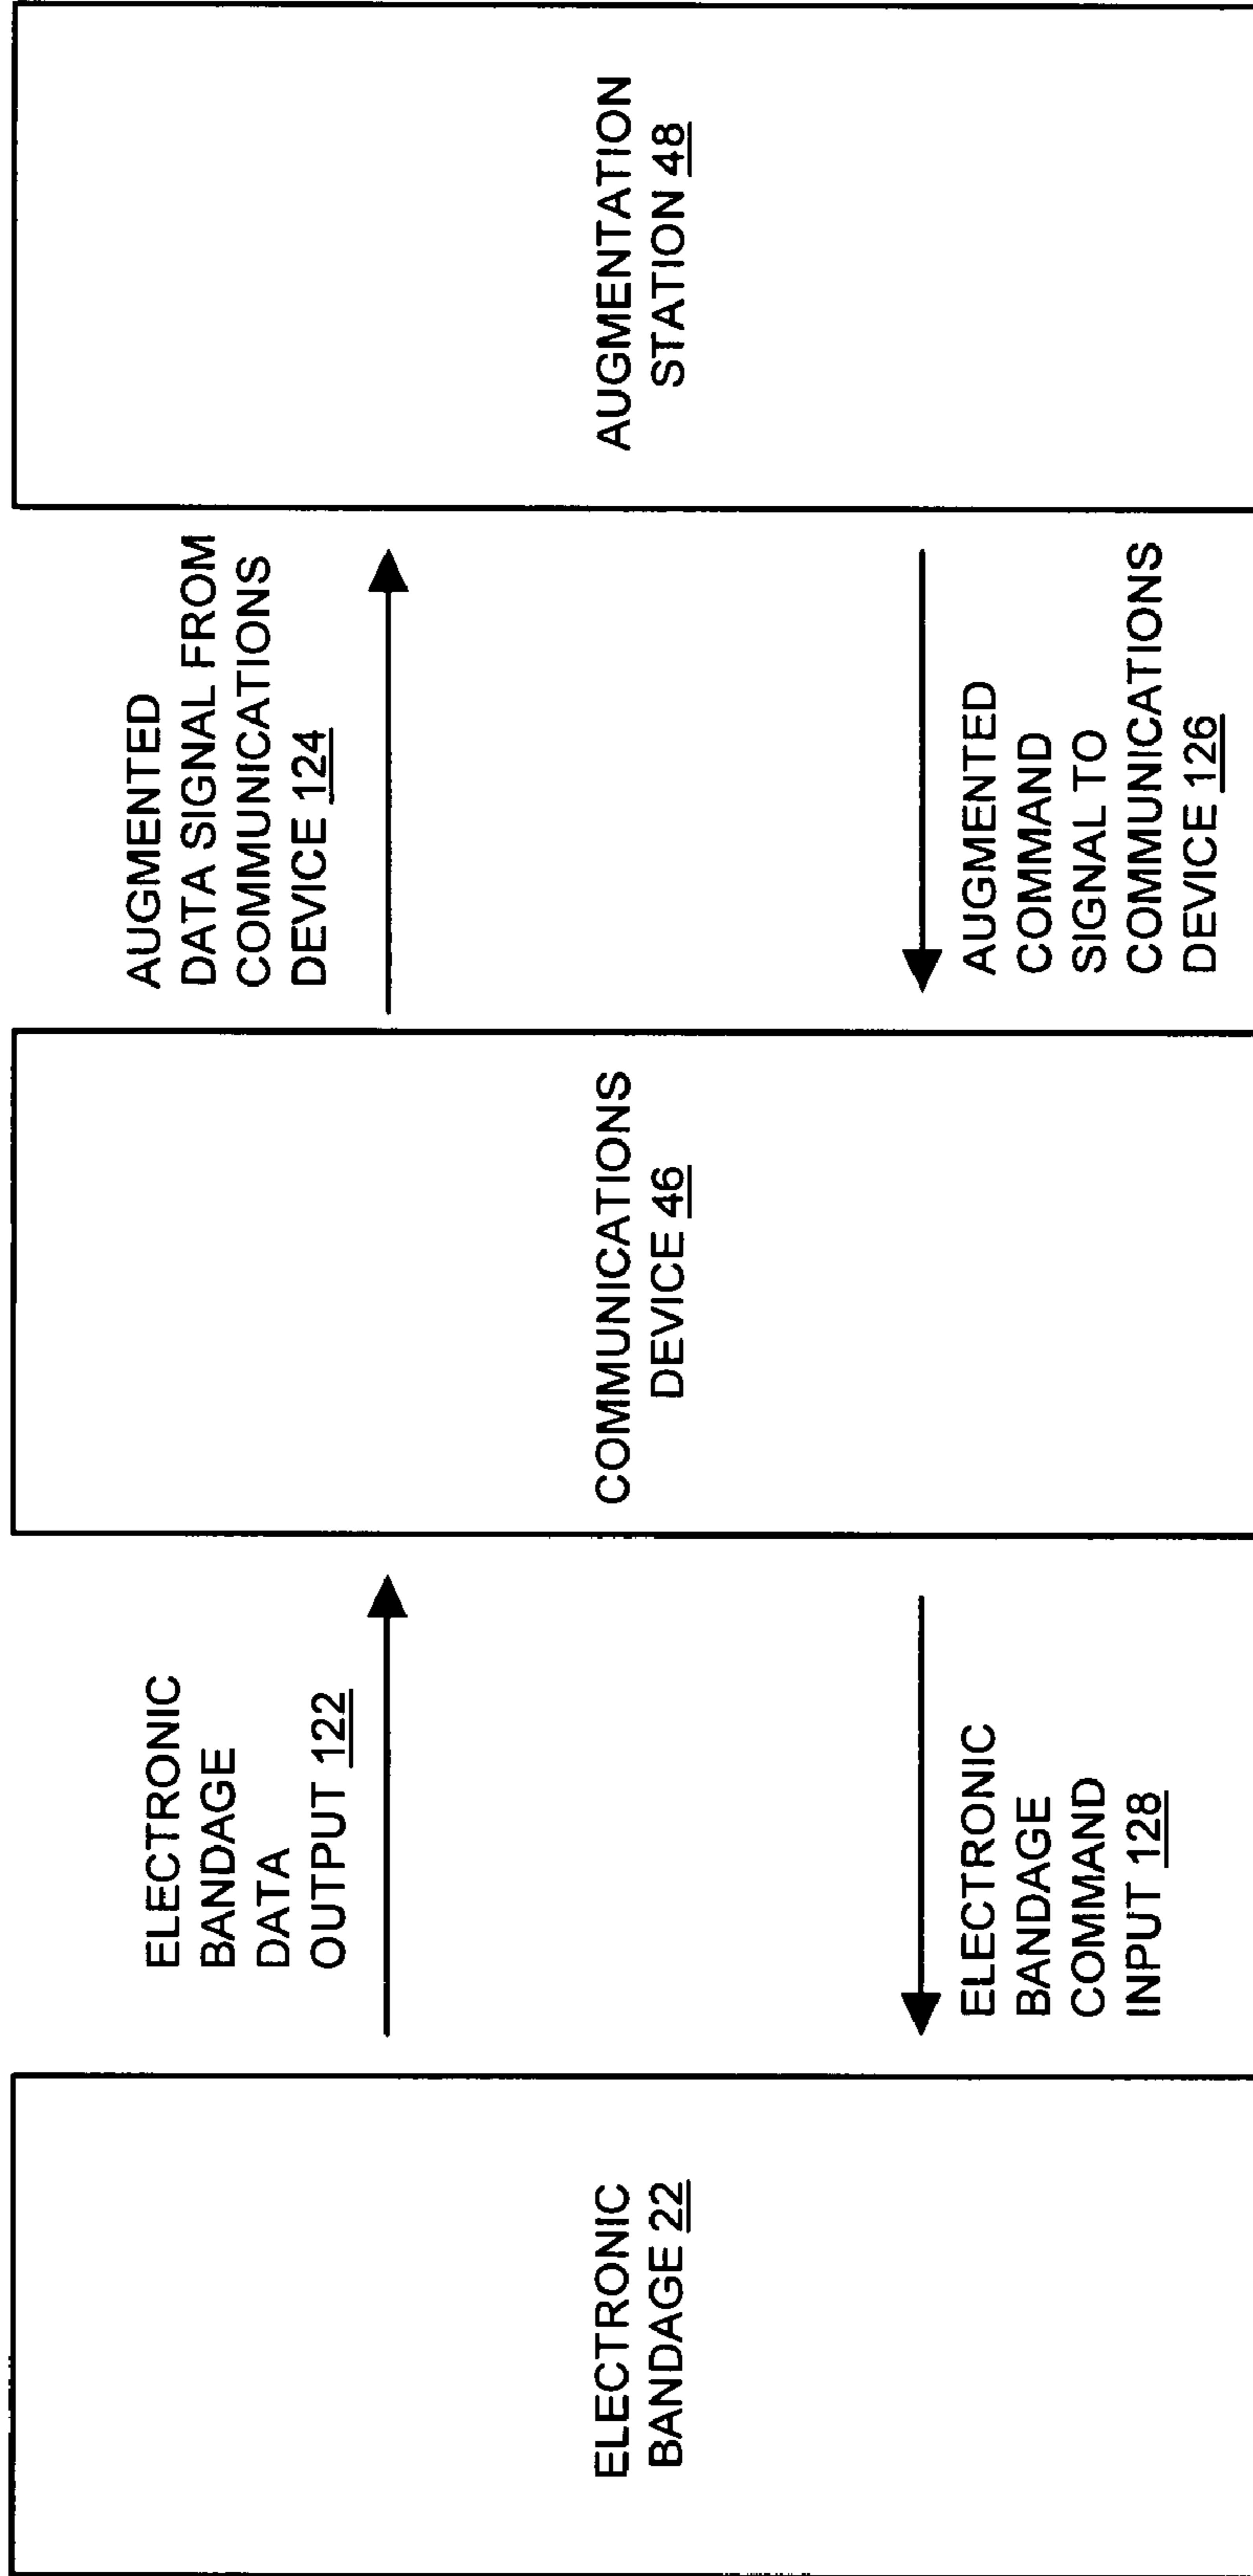 ELECTRONIC
BANDAGE 22
ELECTRONIC
BANDAGE
DATA
OUTPUT 122
ELECTRONIC
BANDAGE
COMMAND
INPUT 128
COMMUNICATIONS
DEVICE 46
AUGMENTED
DATA SIGNAL FROM
COMMUNICATIONS
DEVICE 124
AUGMENTED
COMMAND
SIGNAL TO
COMMUNICATIONS
DEVICE 126
AUGMENTATION
STATION 48